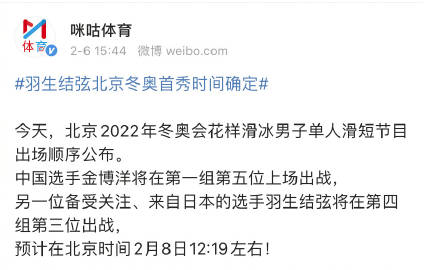 体育
咪咕体育
2-6 15:44 微博 weibo.com
#羽生结弦北京冬奥首秀时间确定#
今天，北京2022年冬奥会花样滑冰男子单人滑短节目
出场顺序公布。
中国选手金博洋将在第一组第五位上场出战，
另一位备受关注、来自日本的选手羽生结弦将在第四
组第三位出战，
预计在北京时间2月8日12:19左右！